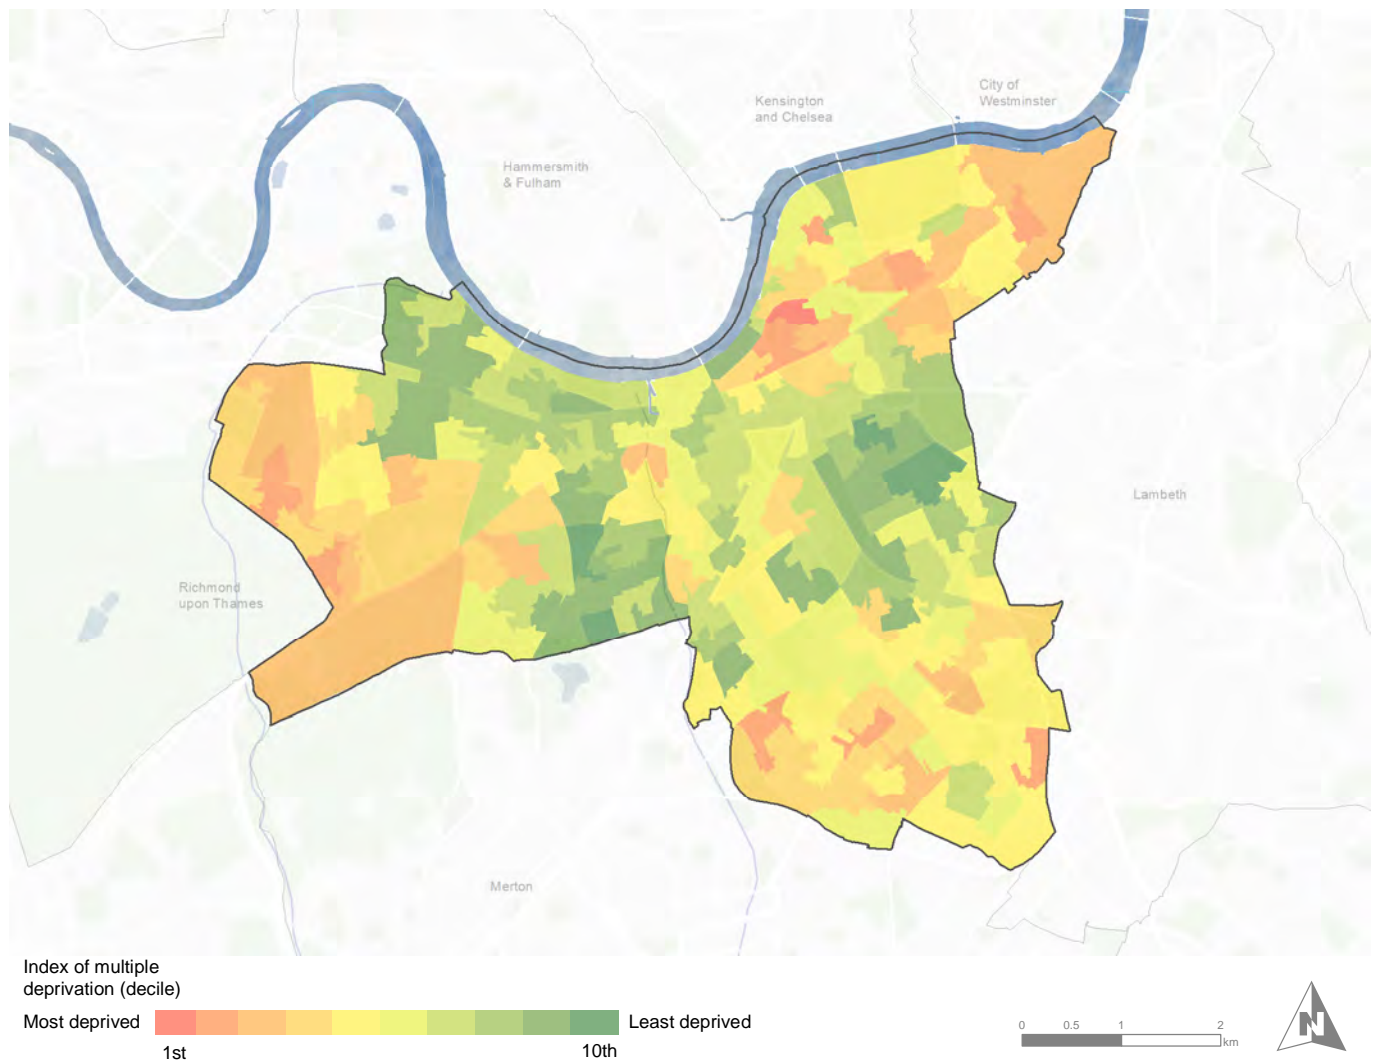 City of
Westminster
Kensington
and Chelsea
Hammersmith
& Fulham
Lambeth
Richmond
upon Thames
Merton
Index of multiple
deprivation (decile)
Most deprived
Least deprived
1st
10th
0 0.5 1 2
km
N